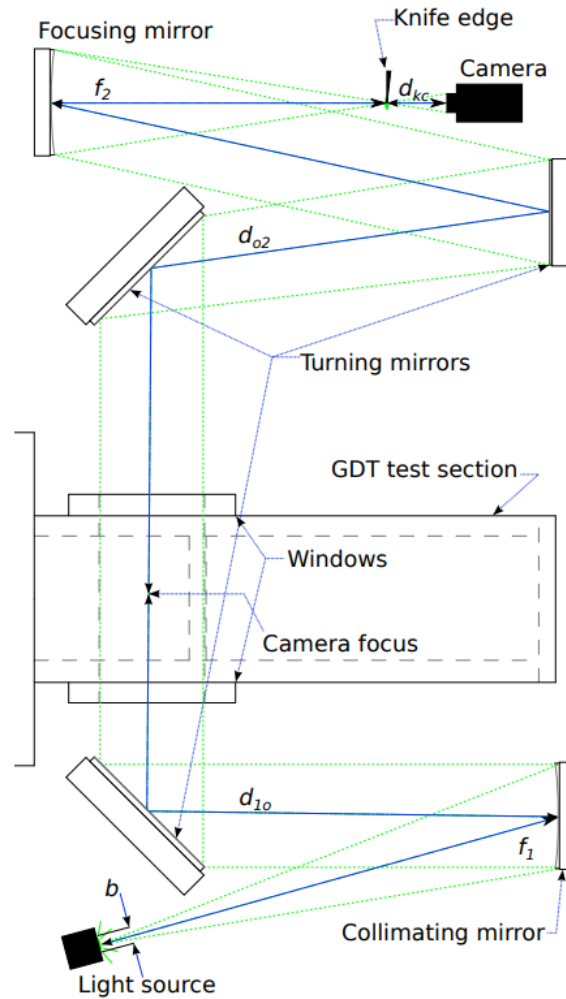 Knife edge
Focusing mirror
Camera
f2
dkc
do2
Turning mirrors
GDT test section
Windows
Camera focus
d1o
f1
b
Collimating mirror
Light source